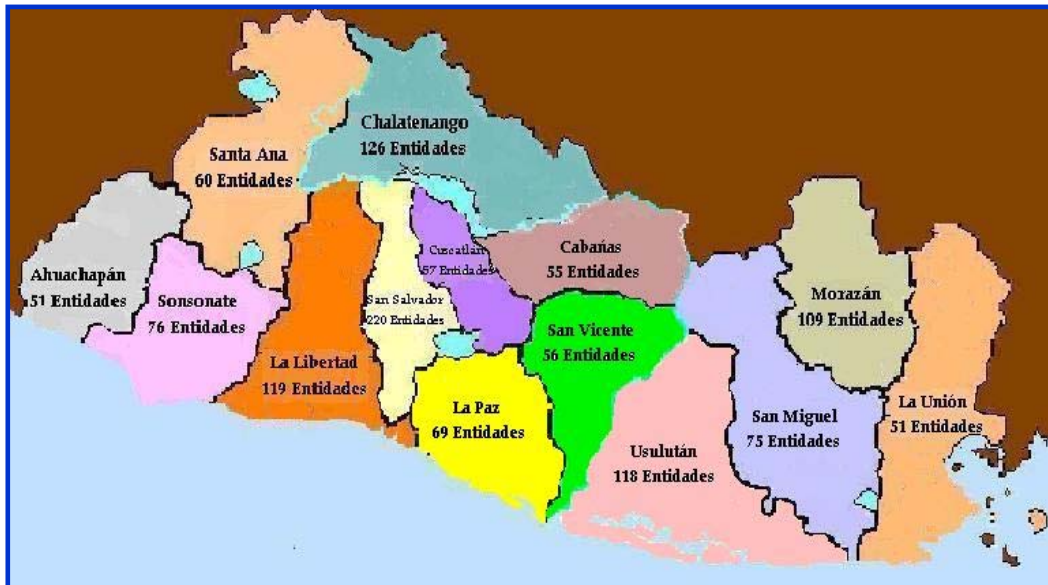 Chalatenango
126 Entidades
Santa Ana
60 Entidades
Cuscatlán
57 Entidades
Cabañas
55 Entidades
Ahuachapán
51 Entidades
Sonsonate
76 Entidades
San Salvador
220 Entidades
Morazán
109 Entidades
San Vicente
56 Entidades
La Libertad
119 Entidades
La Paz
69 Entidades
San Miguel
75 Entidades
La Unión
51 Entidades
Usulután
118 Entidades